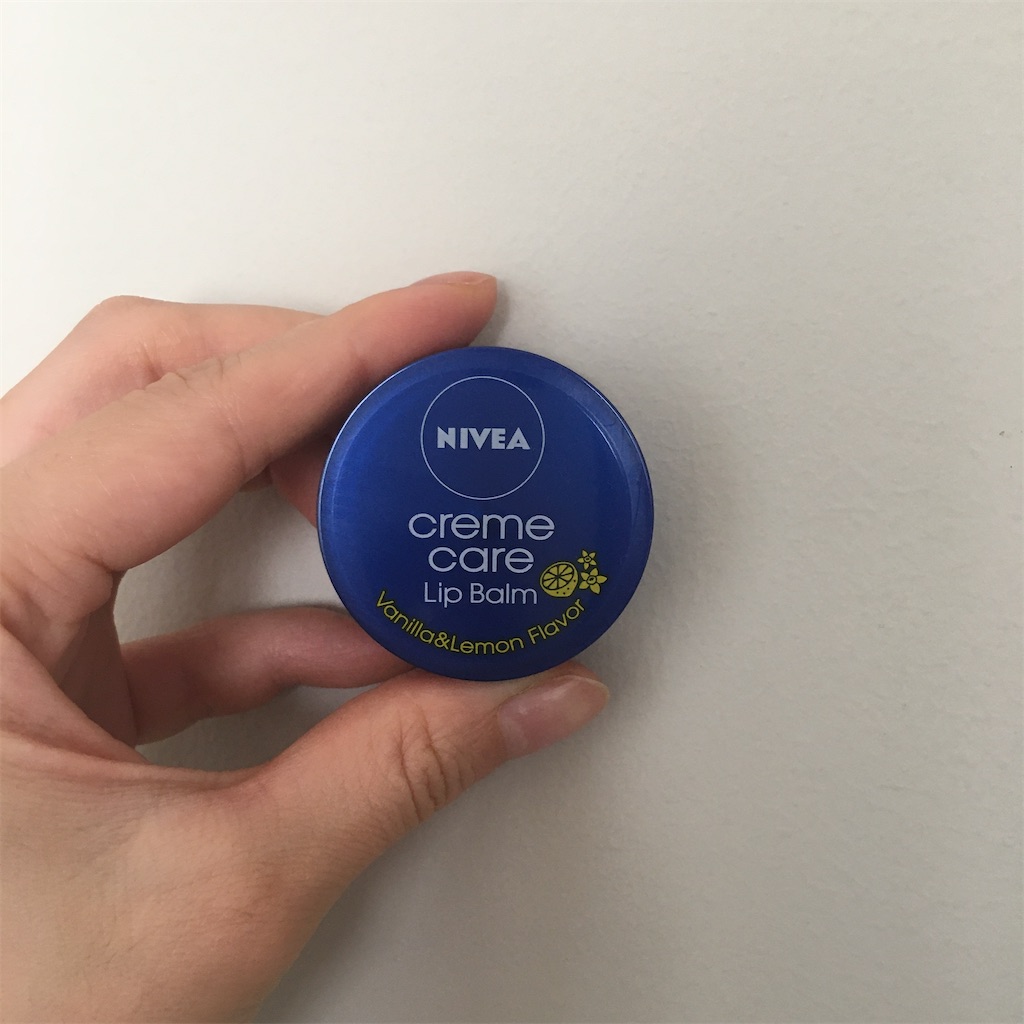 NIVEA
creme
care
Lip Balm
Vanilla&Lemon Flavor